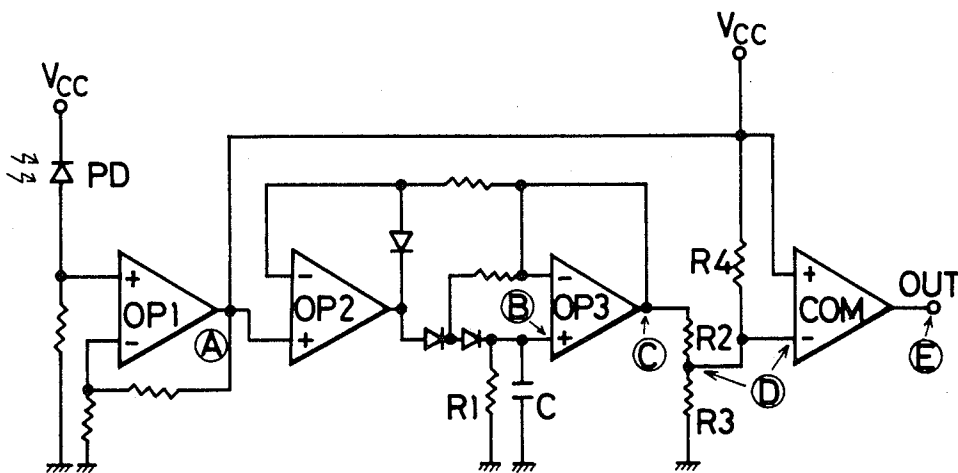 VCC
VCC
PD
+
OP1
-
A
-
OP2
+
B
-
OP3
+
C
R1
C
R2
R3
R4
D
+
COM
-
OUT
E